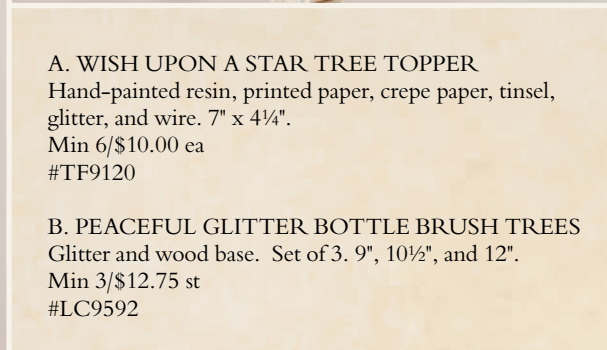 A. WISH UPON A STAR TREE TOPPER
Hand-painted resin, printed paper, crepe paper, tinsel,
glitter, and wire. 7" x 4¼".
Min 6/$10.00 ea
#TF9120
B. PEACEFUL GLITTER BOTTLE BRUSH TREES
Glitter and wood base.  Set of 3. 9", 10½", and 12".
Min 3/$12.75 st
#LC9592